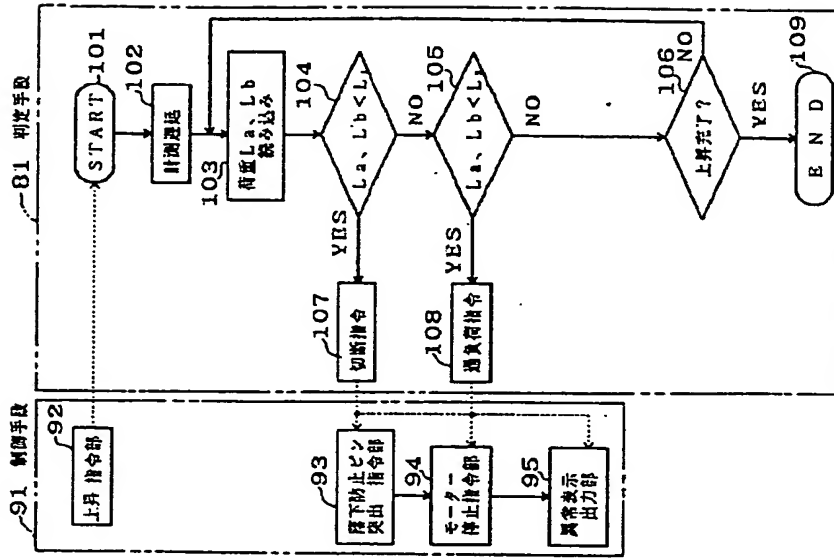 91 制御手段
92
上昇指令部
93
落下防止ピン
突出 指令部
94
モーター
停止指令部
95
異常表示
出力部
81 判定手段
START
101
102
計測遅延
103
荷重La、Lb
読み込み
104
La、Lb<L
YES
NO
107
切断指令
105
La、Lb<L
YES
NO
108
過負荷指令
106
上昇完了?
NO
YES
END
109